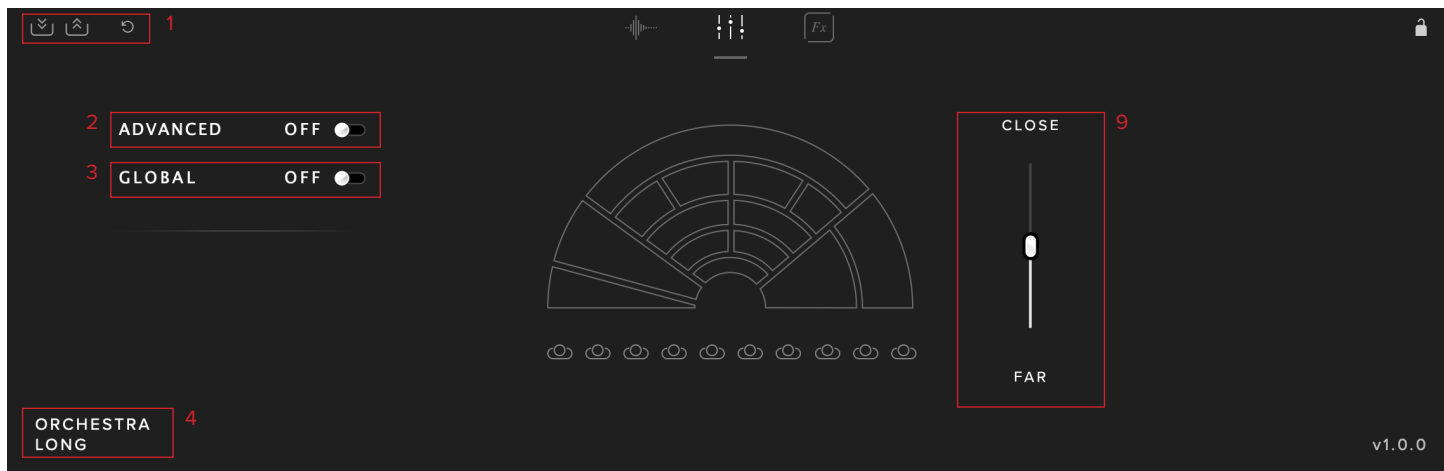 1
Fx
2 ADVANCED OFF
3 GLOBAL OFF
CLOSE 9
FAR
ORCHESTRA 4
LONG
v1.0.0